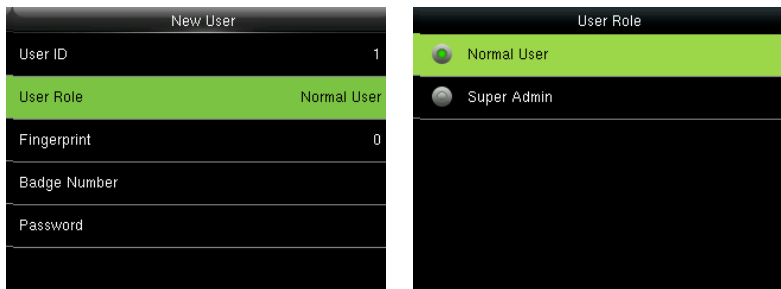 New User
User ID 1
User Role Normal User
Fingerprint 0
Badge Number
Password
User Role
Normal User
Super Admin